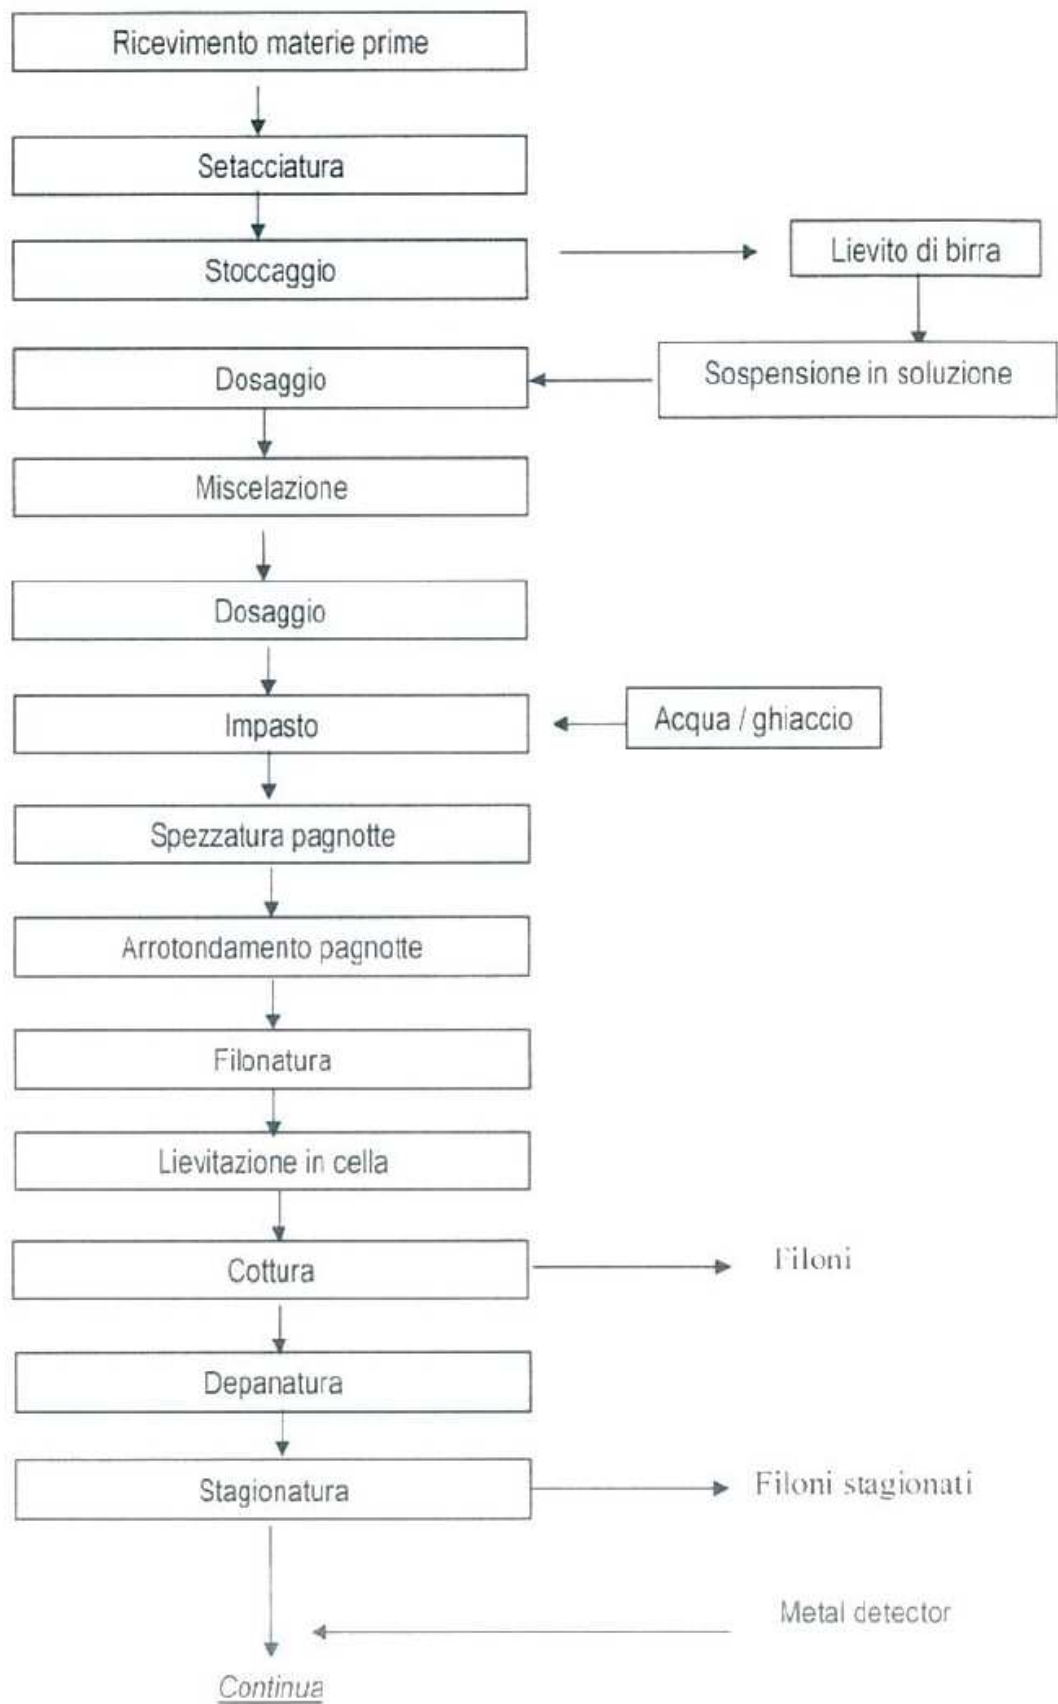 Ricevimento materie prime
Setacciatura
Stoccaggio
Lievito di birra
Dosaggio
Sospensione in soluzione
Miscelazione
Dosaggio
Impasto
Acqua / ghiaccio
Spezzatura pagnotte
Arrotondamento pagnotte
Filonatura
Lievitazione in cella
Cottura
Filoni
Depanatura
Stagionatura
Filoni stagionati
Metal detector
Continua